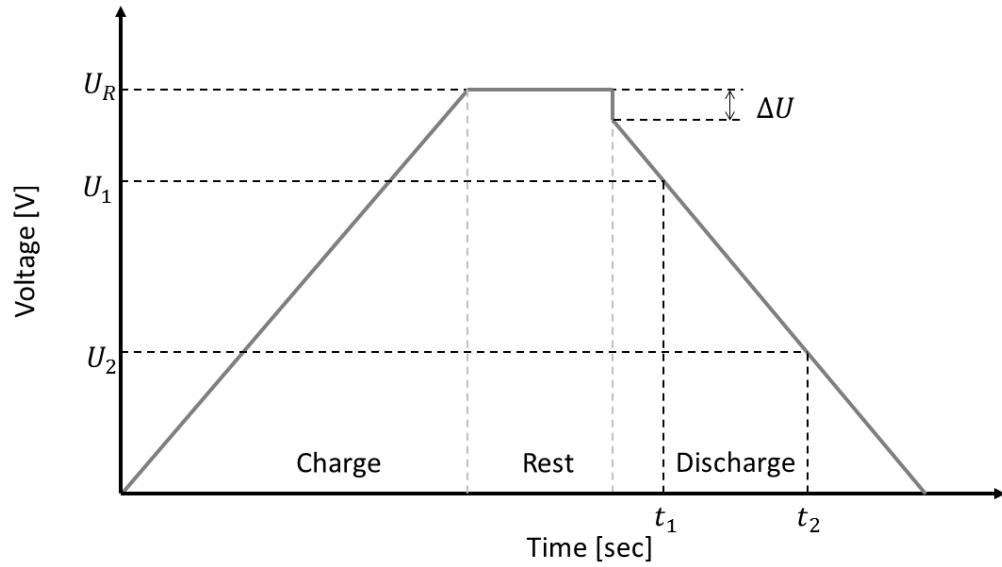 U_R
ΔU
U_1
Voltage [V]
U_2
Charge
Rest
Discharge
t_1
t_2
Time [sec]